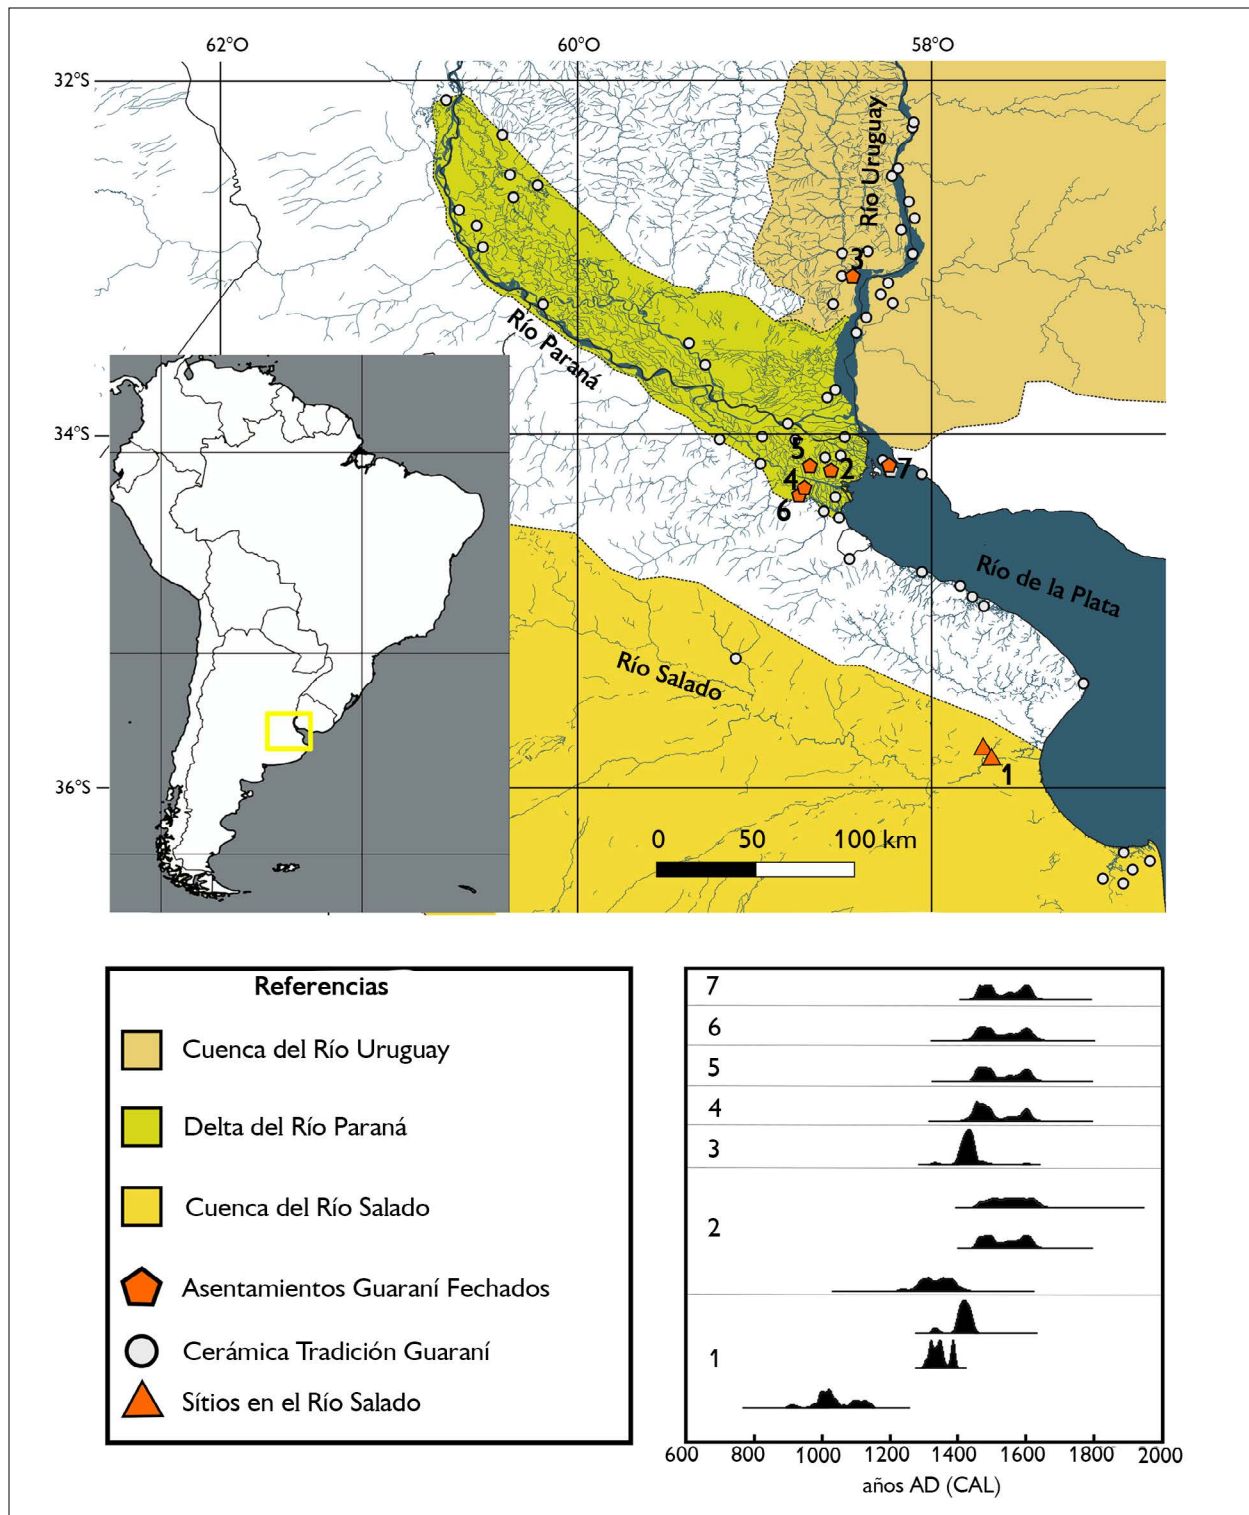 62°O
60°O
58°O
32°S
34°S
36°S
Río Uruguay
Río Paraná
Río de la Plata
Río Salado
3
5
2
7
4
6
1
0 50 100 km
Referencias
Cuenca del Río Uruguay
Delta del Río Paraná
Cuenca del Río Salado
Asentamientos Guaraní Fechados
Cerámica Tradición Guaraní
Sítios en el Río Salado
7
6
5
4
3
2
1
600 800 1000 1200 1400 1600 1800 2000
años AD (CAL)